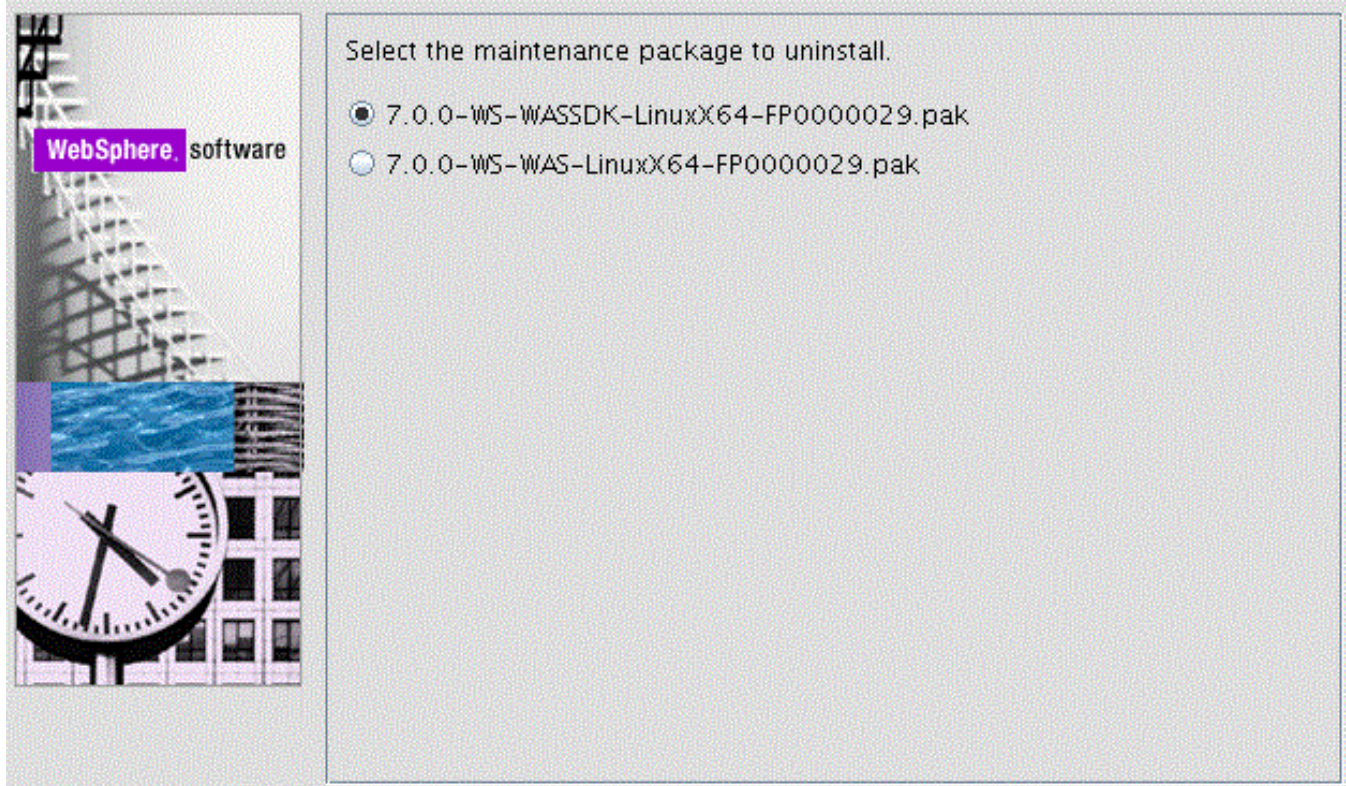 Select the maintenance package to uninstall.
7.0.0-WS-WASSDK-LinuxX64-FP0000029.pak
WebSphere. software
7.0.0-WS-WAS-LinuxX64-FP0000029.pak